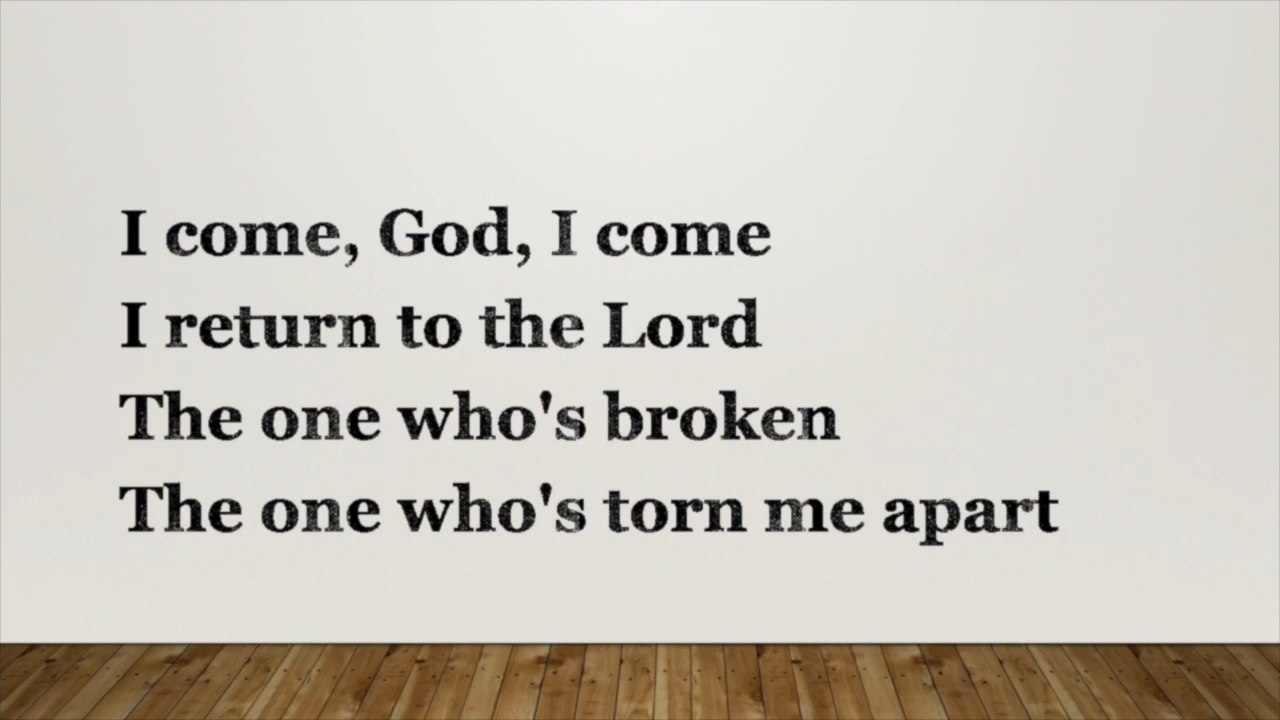 I come, God, I come
I return to the Lord
The one who's broken
The one who's torn me apart